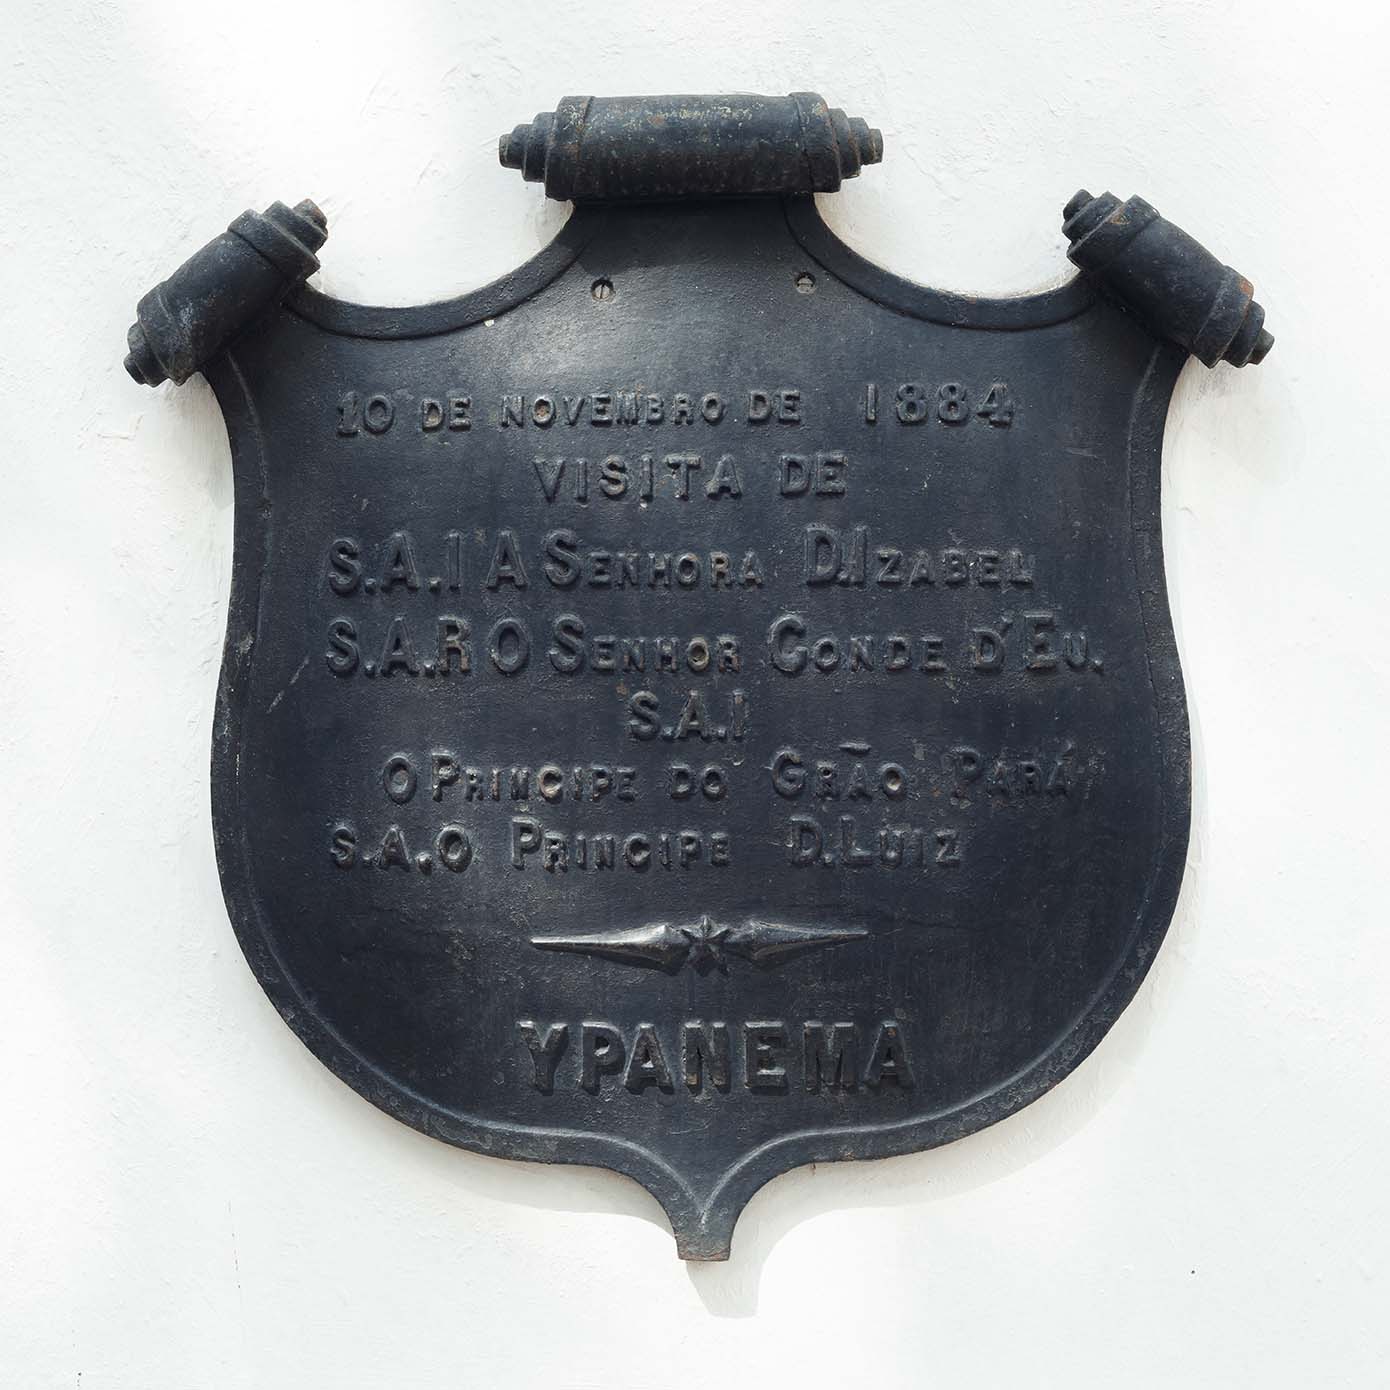 10 DE NOVEMBRO DE 1884
VISITA DE
S.A.I A SENHORA D.IZABEL
S.A.R O SENHOR CONDE D'EU.
S.A.I
O PRINCIPE DO GRÃO PARÁ
S.A.O PRINCIPE D.LUIZ
YPANEMA